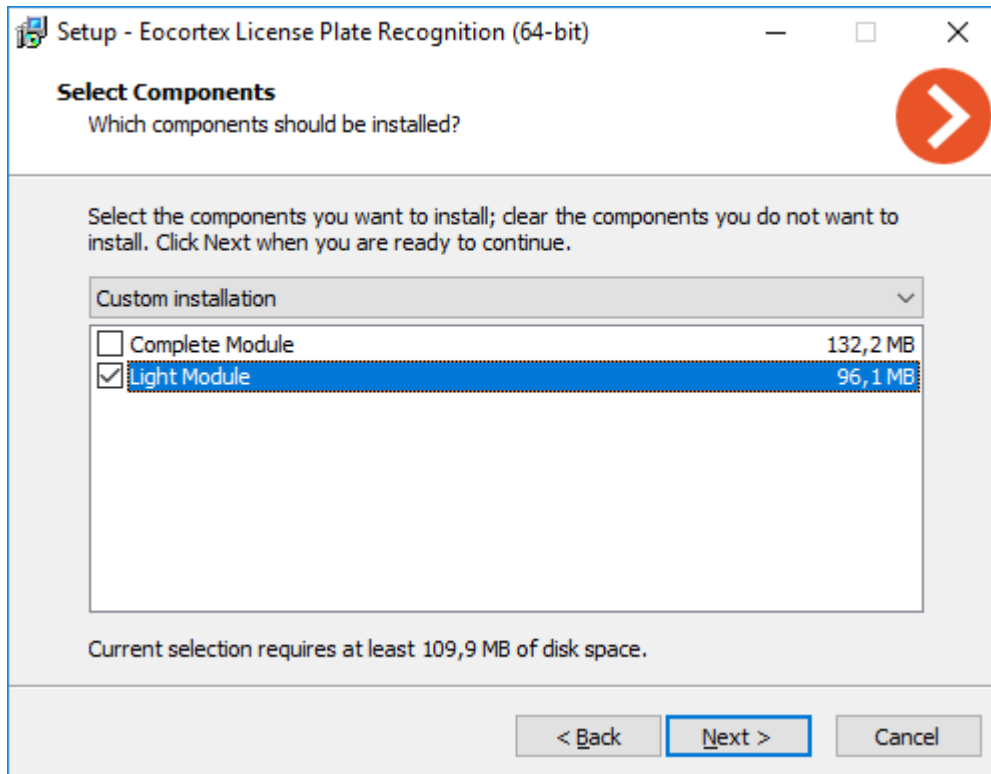 Setup - Eocortex License Plate Recognition (64-bit)
Select Components
Which components should be installed?
Select the components you want to install; clear the components you do not want to
install. Click Next when you are ready to continue.
Custom installation
Complete Module 132,2 MB
Light Module 96,1 MB
Current selection requires at least 109,9 MB of disk space.
< Back Next > Cancel